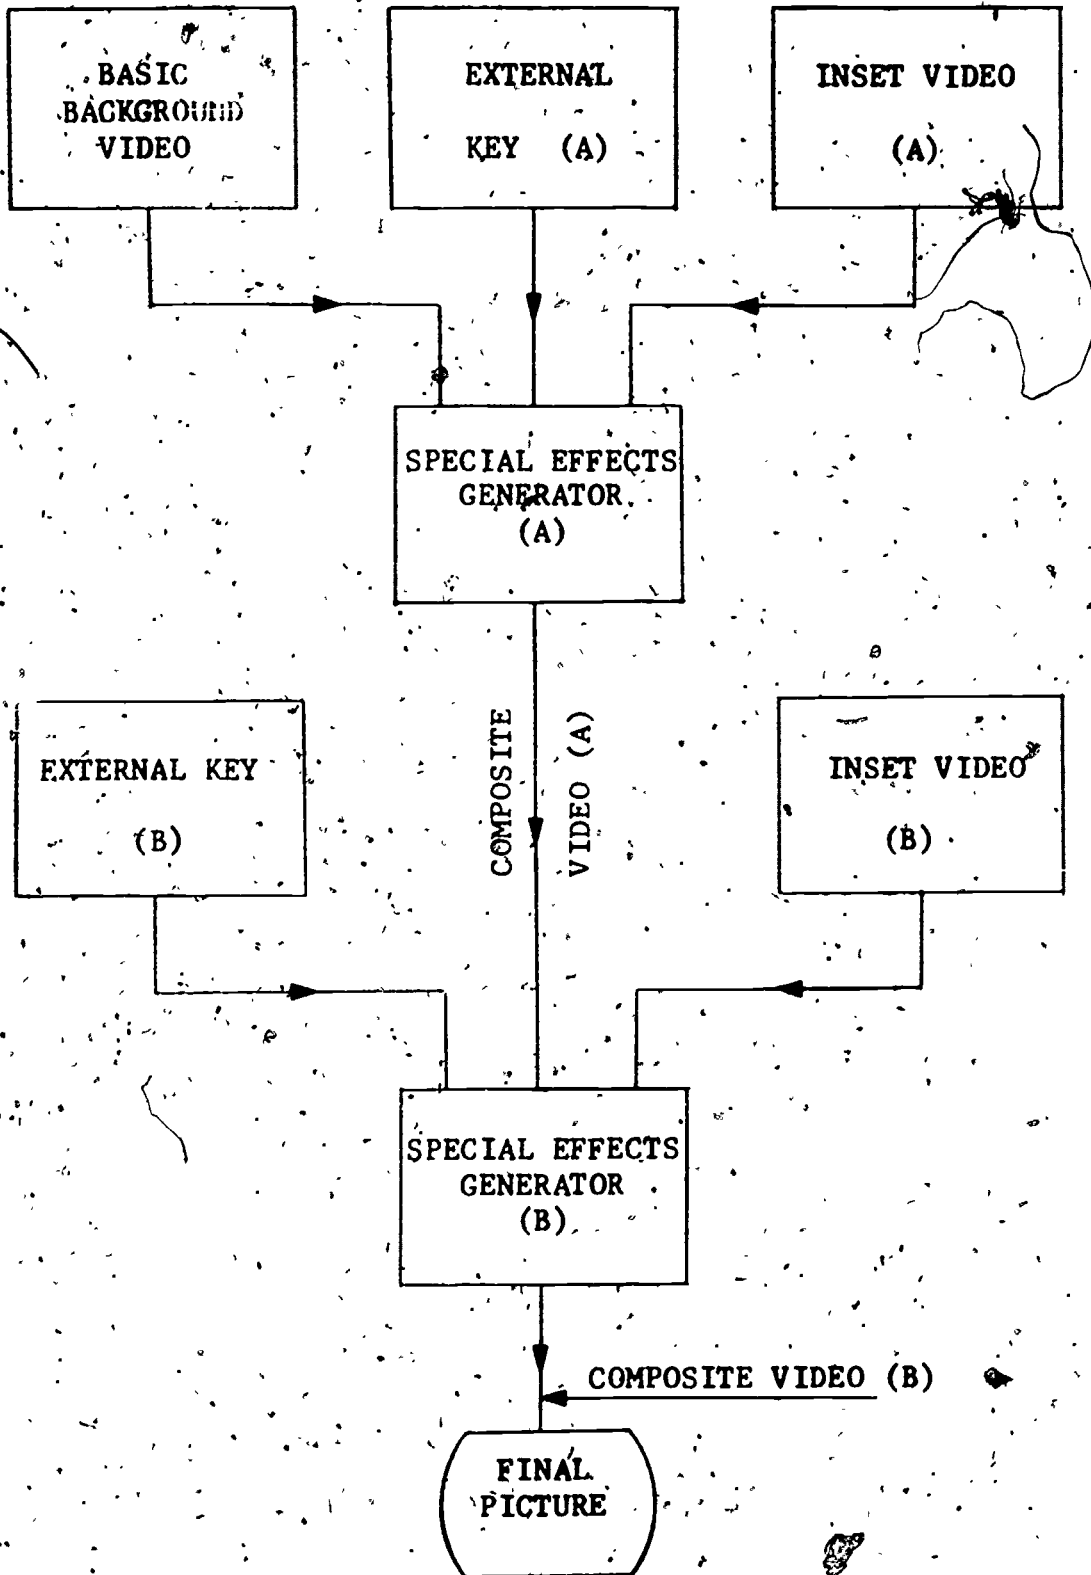 BASIC
BACKGROUND
VIDEO
EXTERNAL
KEY (A)
INSET VIDEO
(A)
SPECIAL EFFECTS
GENERATOR
(A)
COMPOSITE
VIDEO (A)
EXTERNAL KEY
(B)
INSET VIDEO
(B)
SPECIAL EFFECTS
GENERATOR
(B)
COMPOSITE VIDEO (B)
FINAL
PICTURE